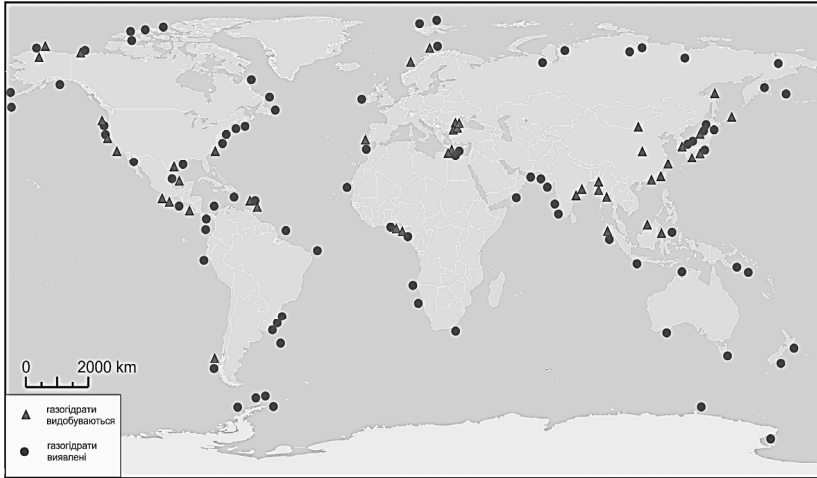 0 2000 km
газогідрати
видобуваються
газогідрати
виявлені